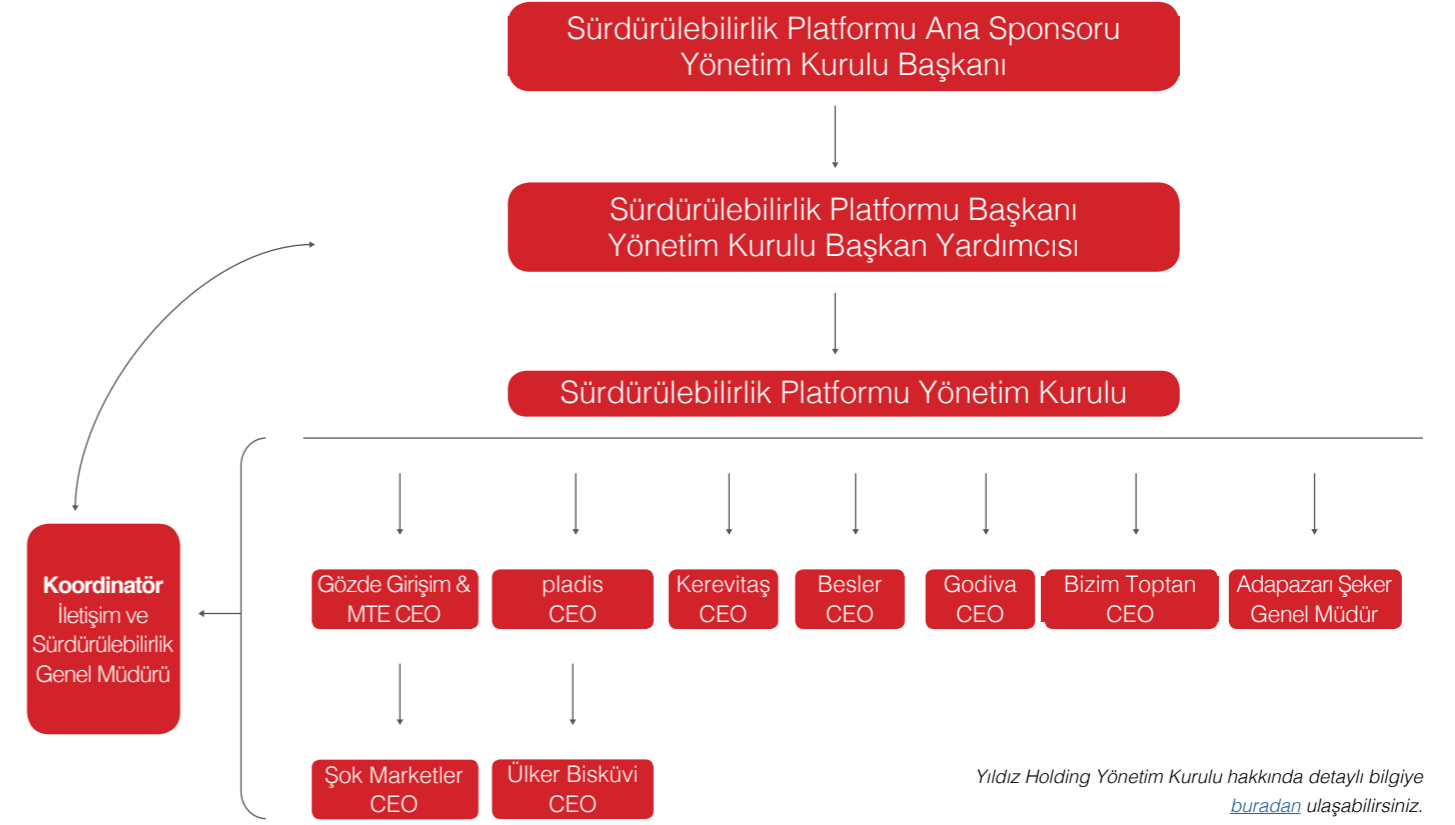 Sürdürülebilirlik Platformu Ana Sponsoru
Yönetim Kurulu Başkanı
Sürdürülebilirlik Platformu Başkanı
Yönetim Kurulu Başkan Yardımcısı
Sürdürülebilirlik Platformu Yönetim Kurulu
Koordinatör
İletişim ve
Sürdürülebilirlik
Genel Müdürü
Gözde Girişim &
MTE CEO
pladis
CEO
Kerevitaş
CEO
Besler
CEO
Godiva
CEO
Bizim Toptan
CEO
Adapazarı Şeker
Genel Müdür
Şok Marketler
CEO
Ülker Bisküvi
CEO
Yıldız Holding Yönetim Kurulu hakkında detaylı bilgiye
buradan ulaşabilirsiniz.